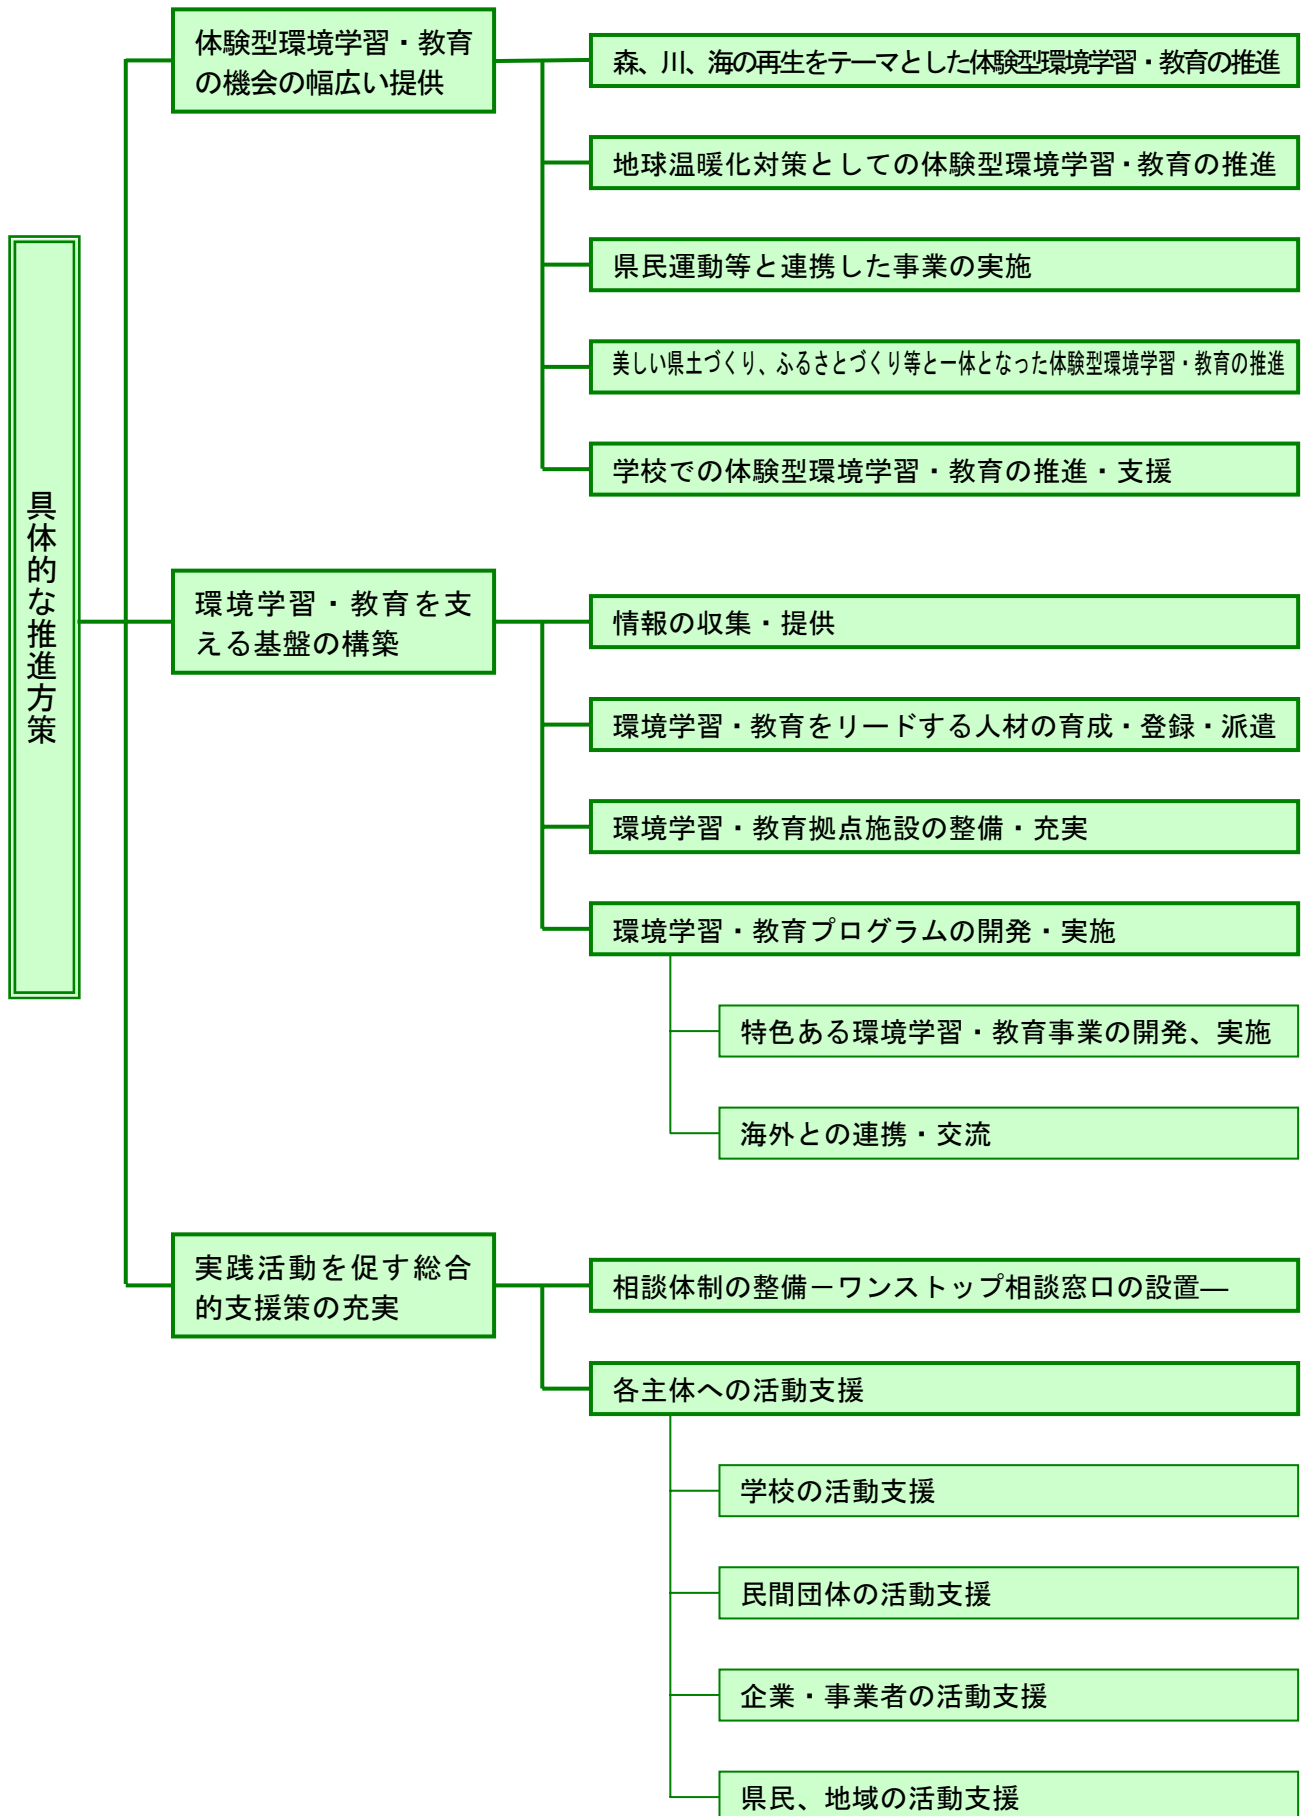 具体的な推進方策
体験型環境学習・教育
の機会の幅広い提供
森、川、海の再生をテーマとした体験型環境学習・教育の推進
地球温暖化対策としての体験型環境学習・教育の推進
県民運動等と連携した事業の実施
美しい県土づくり、ふるさとづくり等と一体となった体験型環境学習・教育の推進
学校での体験型環境学習・教育の推進・支援
環境学習・教育を支
える基盤の構築
情報の収集・提供
環境学習・教育をリードする人材の育成・登録・派遣
環境学習・教育拠点施設の整備・充実
環境学習・教育プログラムの開発・実施
特色ある環境学習・教育事業の開発、実施
海外との連携・交流
実践活動を促す総合
的支援策の充実
相談体制の整備－ワンストップ相談窓口の設置―
各主体への活動支援
学校の活動支援
民間団体の活動支援
企業・事業者の活動支援
県民、地域の活動支援